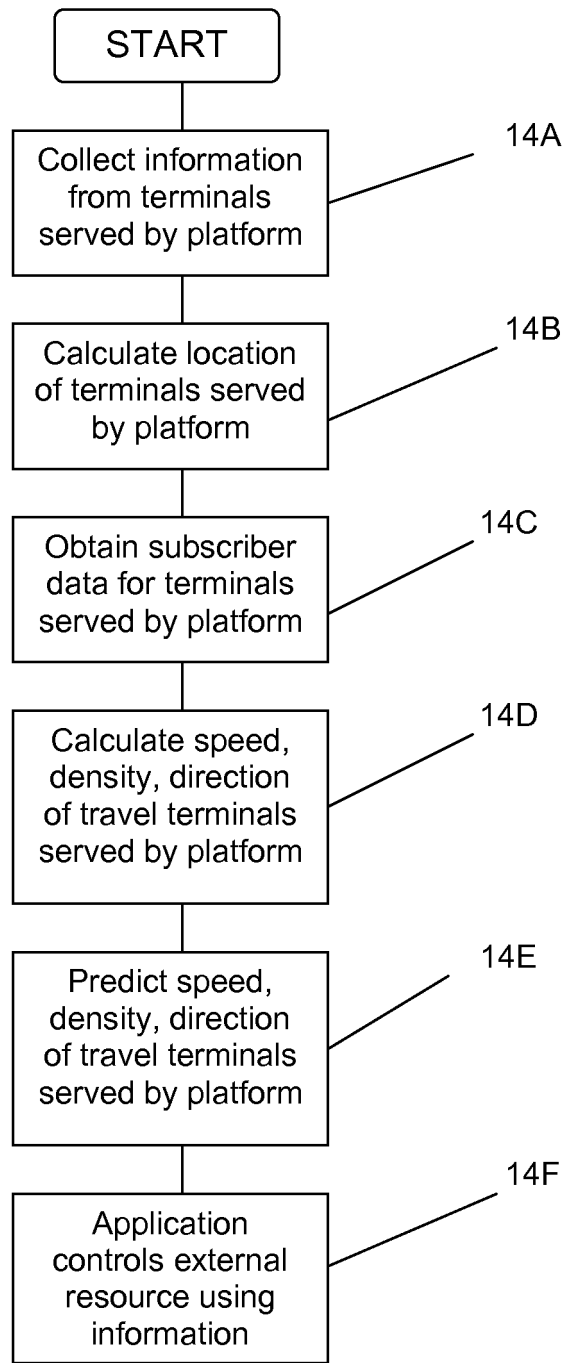 START
Collect information
from terminals
served by platform
14A
Calculate location
of terminals served
by platform
14B
Obtain subscriber
data for terminals
served by platform
14C
Calculate speed,
density, direction
of travel terminals
served by platform
14D
Predict speed,
density, direction
of travel terminals
served by platform
14E
Application
controls external
resource using
information
14F